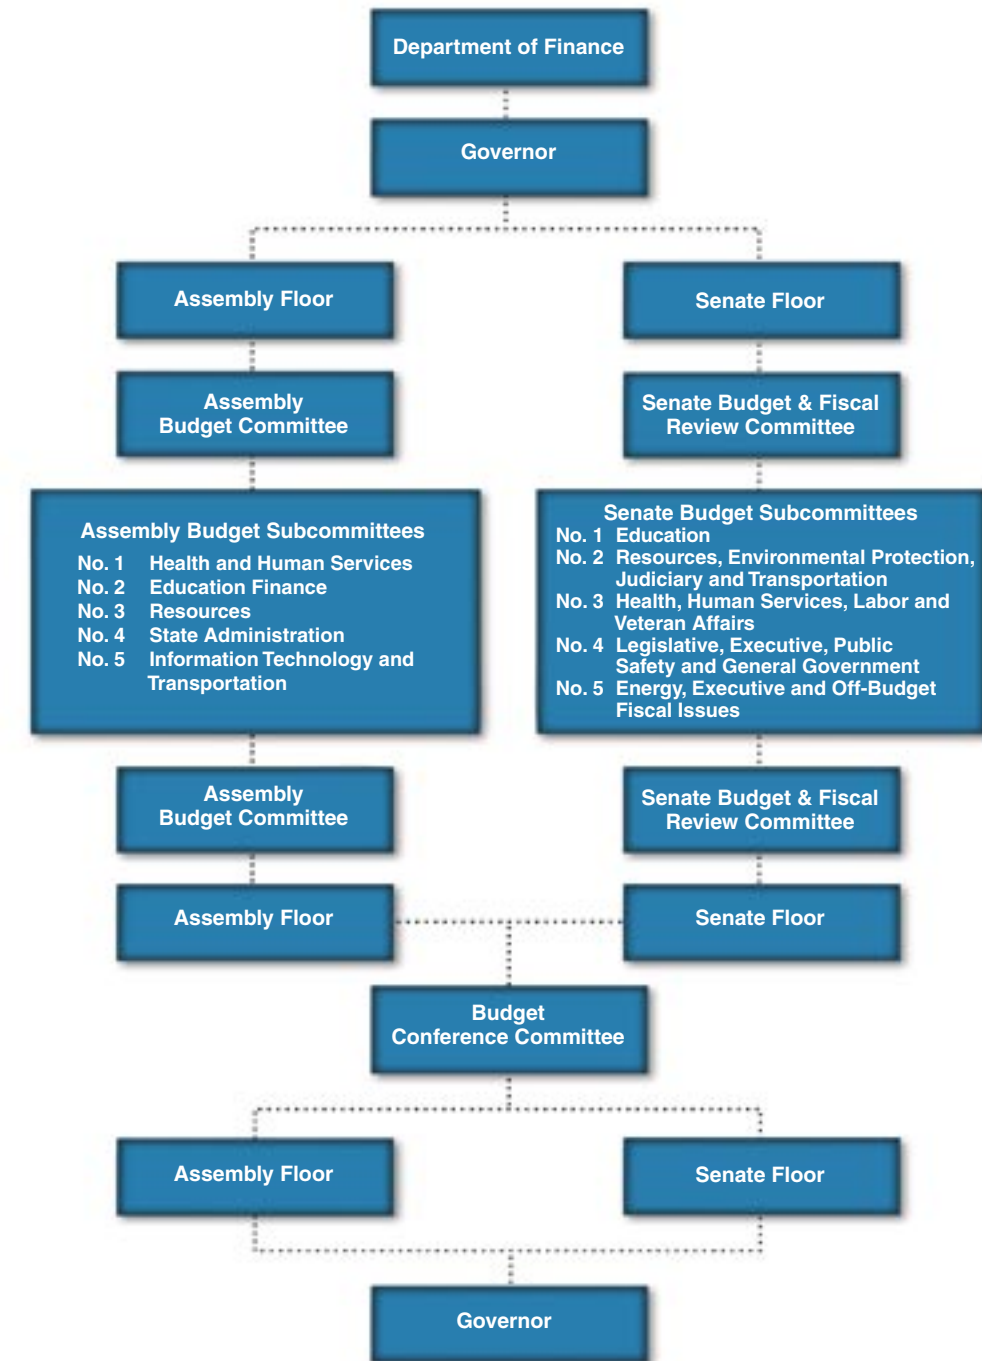 Department of Finance
Governor
Assembly Floor
Senate Floor
Assembly
Budget Committee
Senate Budget & Fiscal
Review Committee
Assembly Budget Subcommittees
No. 1 Health and Human Services
No. 2 Education Finance
No. 3 Resources
No. 4 State Administration
No. 5 Information Technology and
Transportation
Senate Budget Subcommittees
No. 1 Education
No. 2 Resources, Environmental Protection,
Judiciary and Transportation
No. 3 Health, Human Services, Labor and
Veteran Affairs
No. 4 Legislative, Executive, Public
Safety and General Government
No. 5 Energy, Executive and Off-Budget
Fiscal Issues
Assembly
Budget Committee
Senate Budget & Fiscal
Review Committee
Assembly Floor
Senate Floor
Budget
Conference Committee
Assembly Floor
Senate Floor
Governor